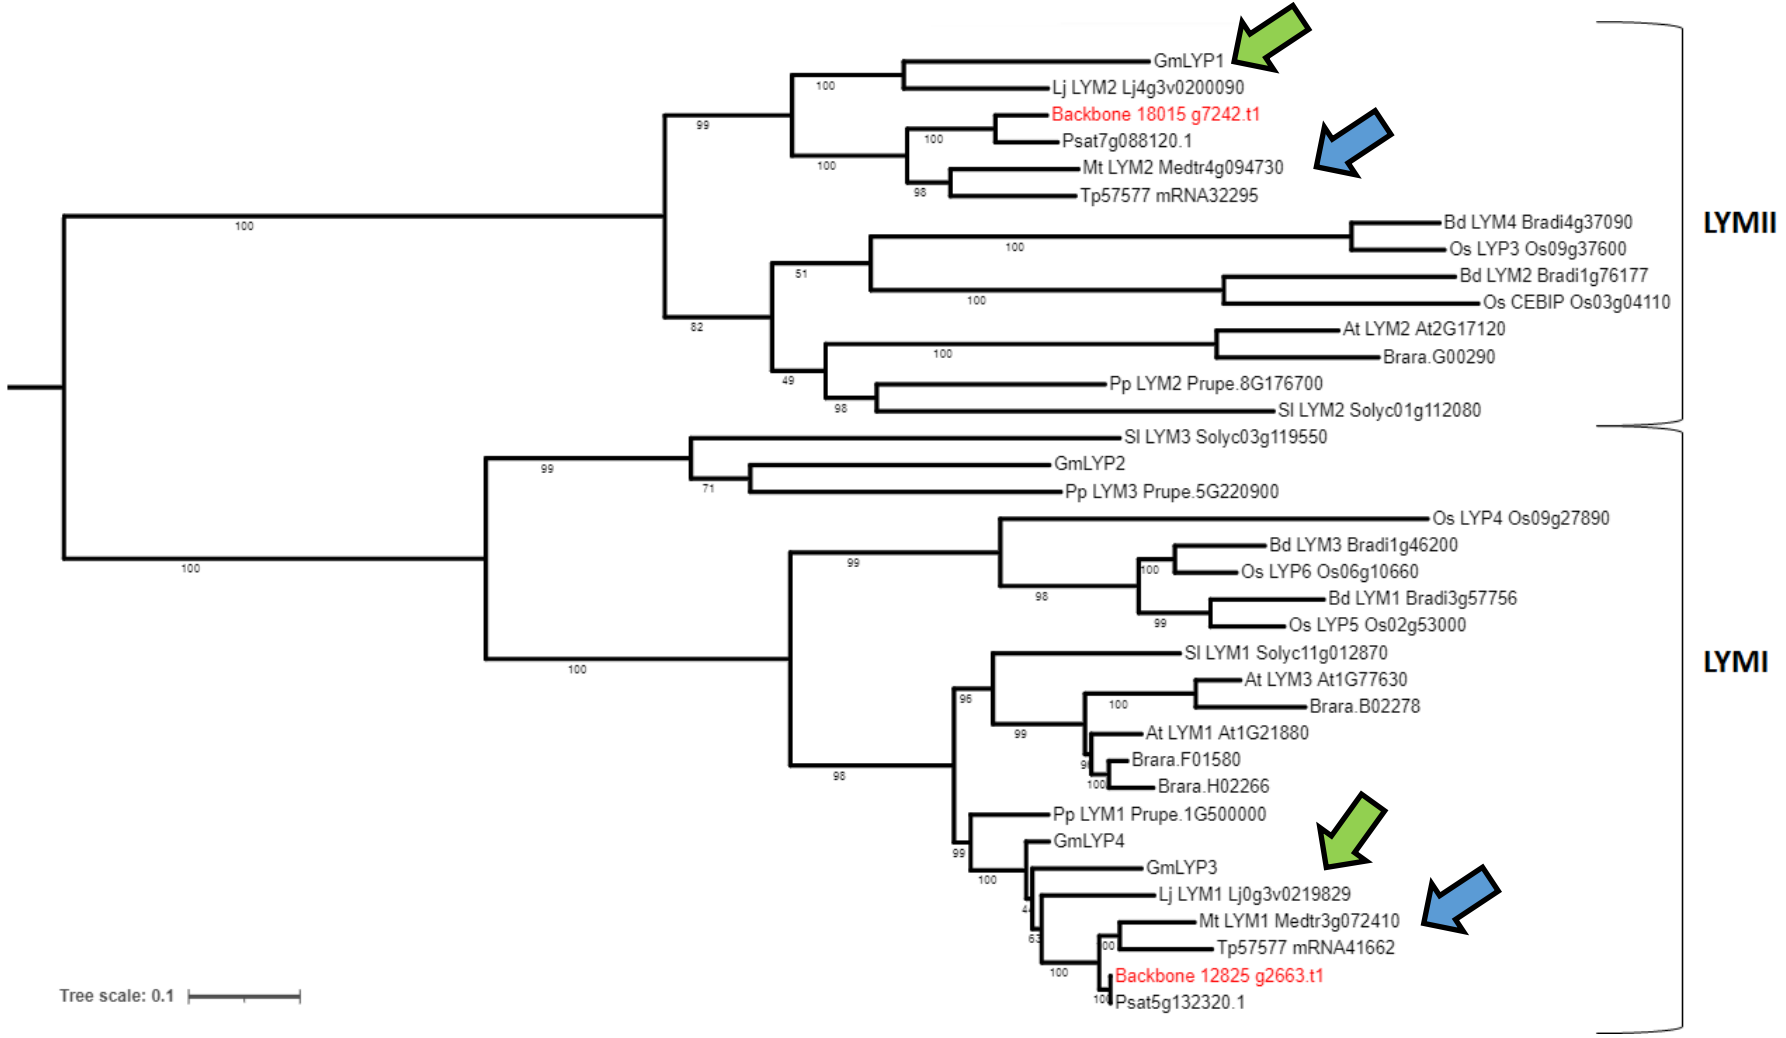 GmLYP1
100
Lj LYM2 Lj4g3v0200090
Backbone 18015 g7242.t1
99
100
Psat7g088120.1
100
Mt LYM2 Medtr4g094730
98
Tp57577 mRNA32295
100
Bd LYM4 Bradi4g37090
LYMII
100
Os LYP3 Os09g37600
51
Bd LYM2 Bradi1g76177
100
Os CEBIP Os03g04110
82
At LYM2 At2G17120
100
Brara.G00290
49
Pp LYM2 Prupe.8G176700
98
Sl LYM2 Solyc01g112080
Sl LYM3 Solyc03g119550
99
GmLYP2
71
Pp LYM3 Prupe.5G220900
Os LYP4 Os09g27890
99
Bd LYM3 Bradi1g46200
100
100
Os LYP6 Os06g10660
98
Bd LYM1 Bradi3g57756
99
Os LYP5 Os02g53000
Sl LYM1 Solyc11g012870
LYMI
100
At LYM3 At1G77630
96
100
Brara.B02278
99
At LYM1 At1G21880
Brara.F01580
98
100
Brara.H02266
Pp LYM1 Prupe.1G500000
GmLYP4
99
GmLYP3
100
Lj LYM1 Lj0g3v0219829
Mt LYM1 Medtr3g072410
63
Tp57577 mRNA41662
100
Backbone 12825 g2663.t1
Tree scale: 0.1
Psat5g132320.1